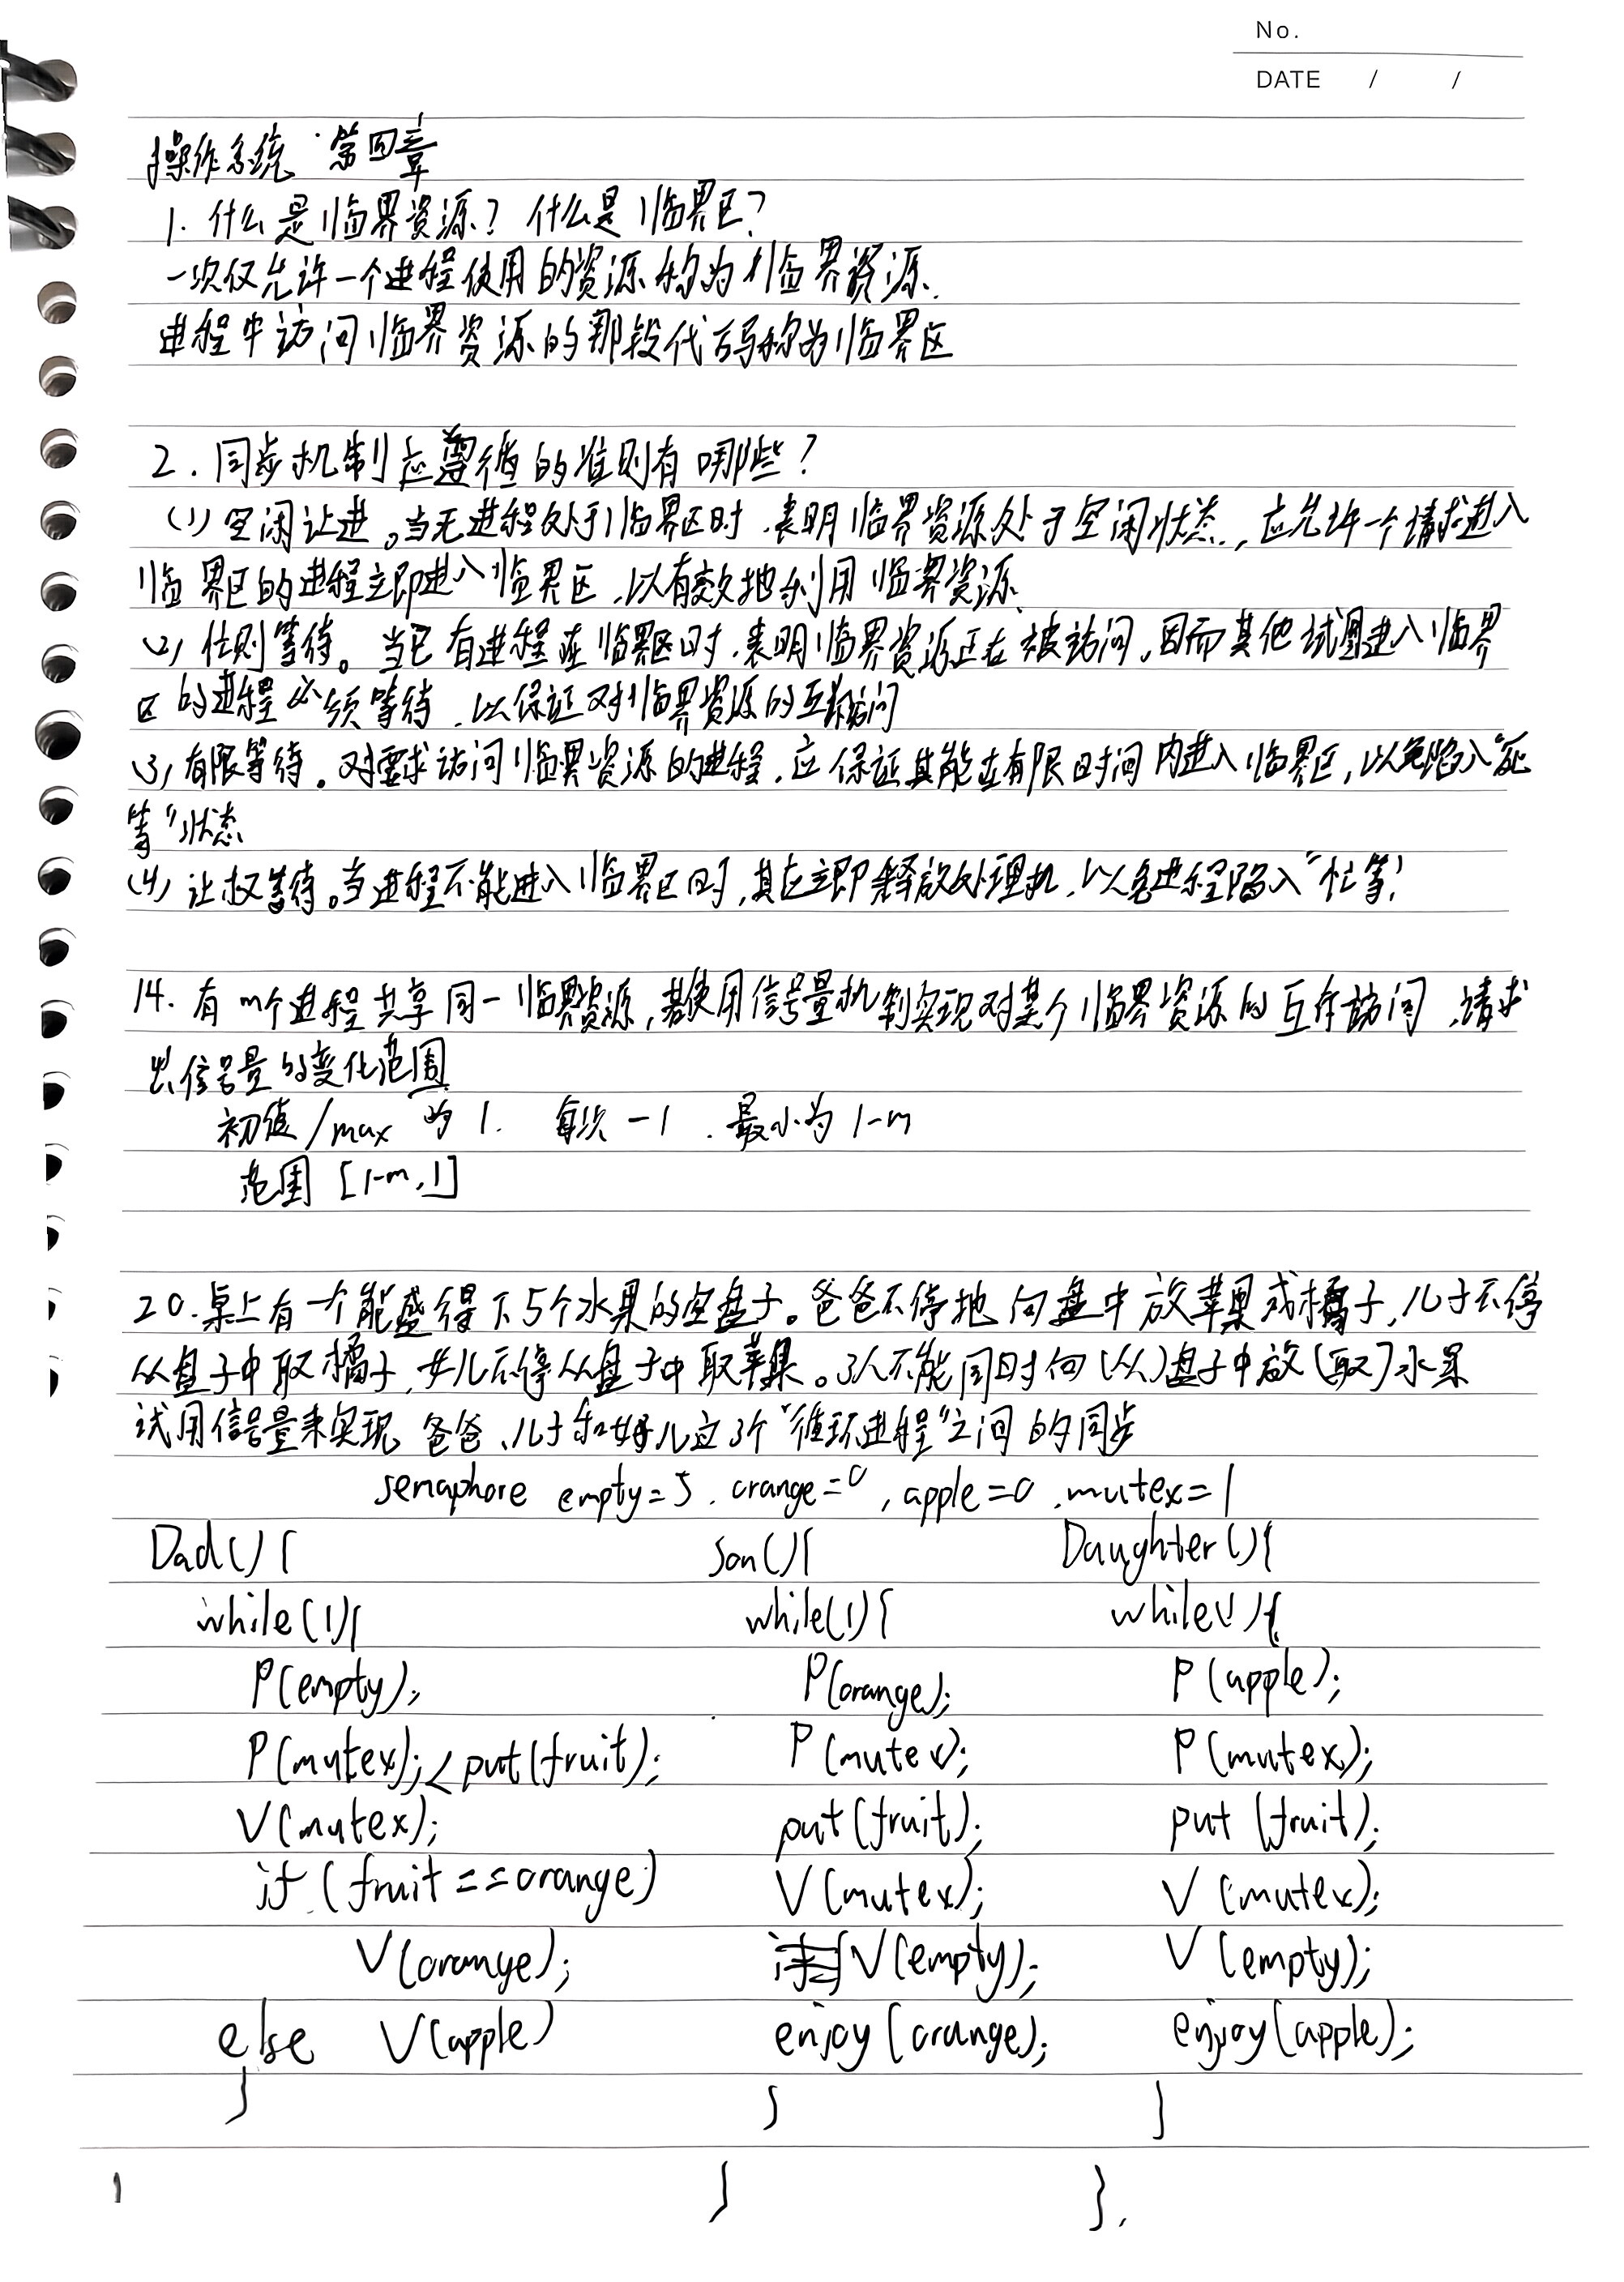 No.
DATE / /
操作系统 第四章
1. 什么是临界资源? 什么是临界区?
一次仅允许一个进程使用的资源称为临界资源.
进程中访问临界资源的那段代码称为临界区
2. 同步机制应遵循的准则有哪些?
(1) 空闲让进。当无进程处于临界区时,表明临界资源处于空闲状态,应允许一个请求进入
临界区的进程立即进入临界区,以有效地利用临界资源.
(2) 忙则等待。当已有进程在临界区时,表明临界资源正在被访问,因而其他试图进入临界
区的进程必须等待,以保证对临界资源的互斥访问
(3) 有限等待。对要求访问临界资源的进程,应保证其能在有限时间内进入临界区,以免陷入“死
等”状态
(4) 让权等待。当进程不能进入临界区时,其应立即释放处理机,以免进程陷入“忙等”
14. 有m个进程共享同一临界资源,若使用信号量机制实现对某个临界资源的互斥访问,请求
出信号量的变化范围
初值/max 为 1. 每次 -1. 最小为 1-m
范围 [1-m,1]
20.桌上有一个能盛得下5个水果的空盘子。爸爸不停地向盘中放苹果或橘子,儿子不停
从盘子中取橘子,女儿不停从盘子中取苹果。3人不能同时向(从)盘子中放(取)水果
试用信号量来实现 爸爸、儿子和女儿这3个“循环进程”之间的同步
semaphore empty=5, orange=0, apple=0, mutex=1
Dad(){ Son(){ Daughter(){
while(1){ while(1){ while(1){
P(empty); P(orange); P(apple);
P(mutex);< put(fruit); P(mutex); P(mutex);
V(mutex); put(fruit); put(fruit);
if (fruit==orange) V(mutex); V(mutex);
V(orange); V(empty); V(empty);
else V(apple) enjoy(orange); enjoy(apple);
} } }
} } }.